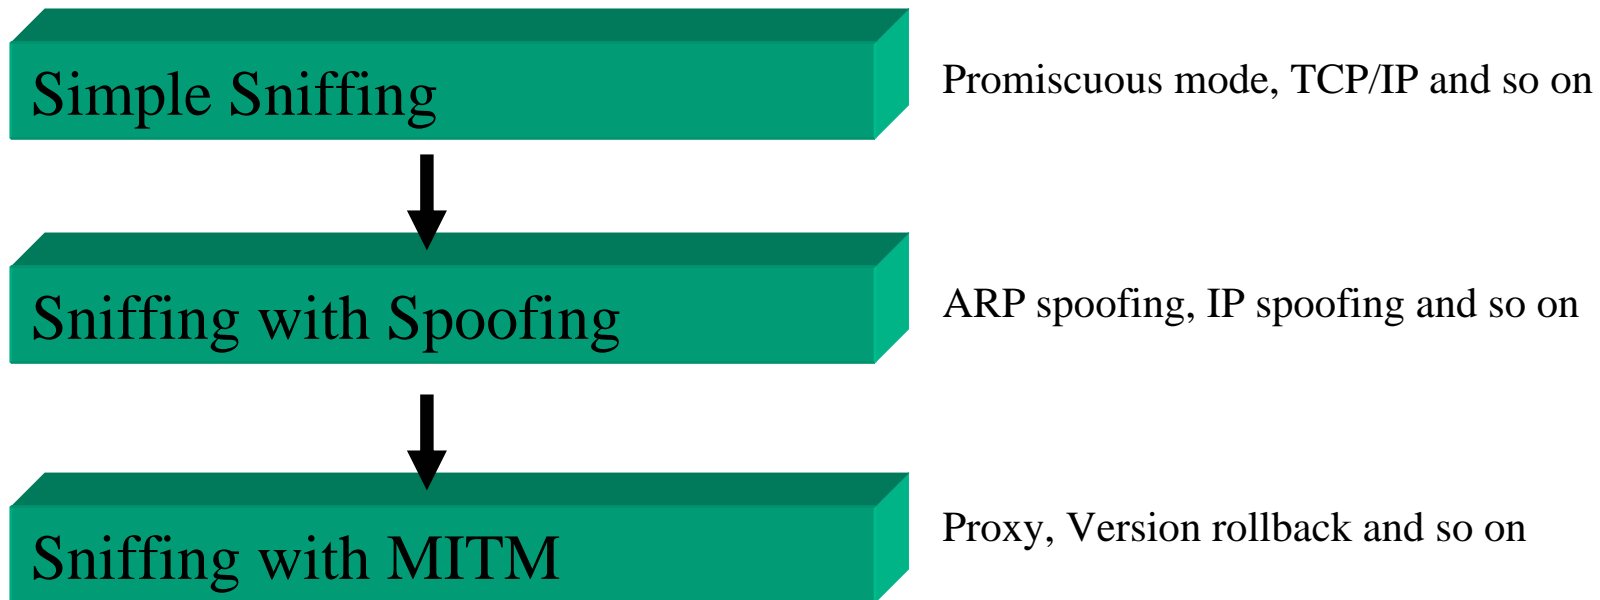 Simple Sniffing
Promiscuous mode, TCP/IP and so on
Sniffing with Spoofing
ARP spoofing, IP spoofing and so on
Sniffing with MITM
Proxy, Version rollback and so on